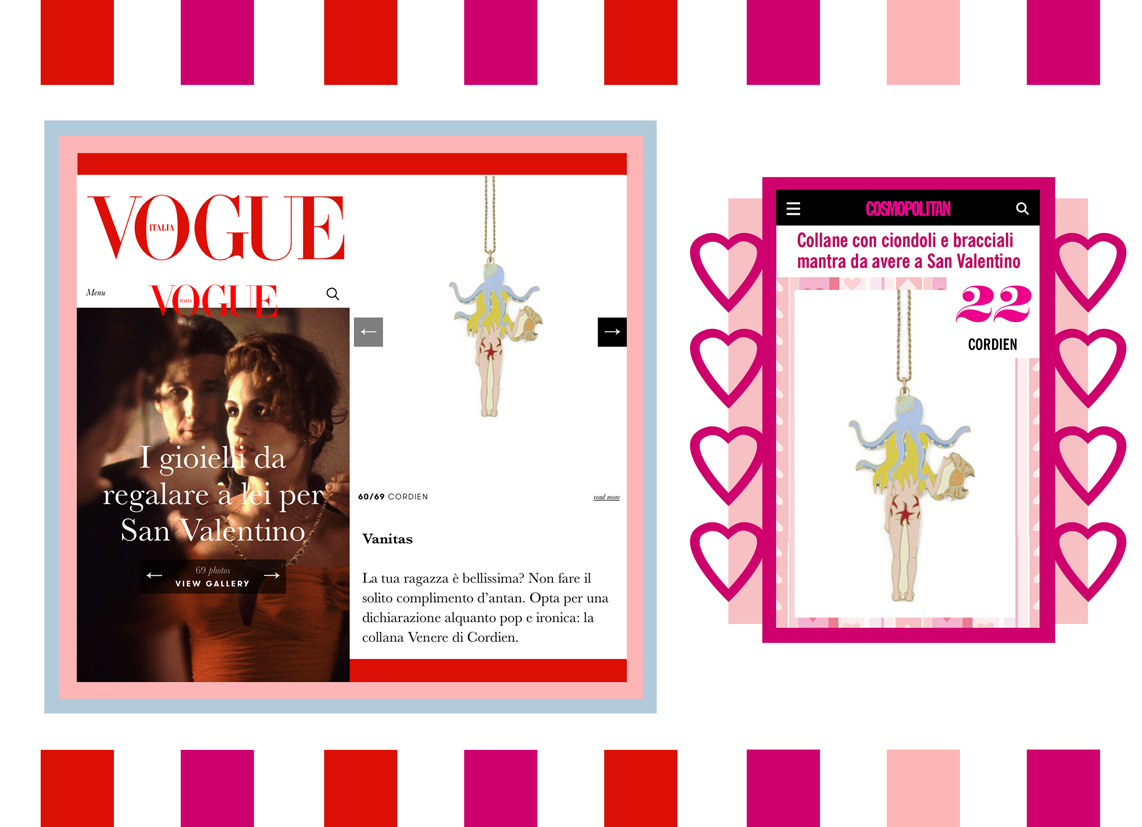 VOGUE
ITALIA
Menu
VOGUE
ITALIA
I gioielli da
regalare a lei per
San Valentino
69 photos
VIEW GALLERY
60/69 CORDIEN
read more
Vanitas
La tua ragazza è bellissima? Non fare il
solito complimento d'antan. Opta per una
dichiarazione alquanto pop e ironica: la
collana Venere di Cordien.
COSMOPOLITAN
Collane con ciondoli e bracciali
mantra da avere a San Valentino
22
CORDIEN